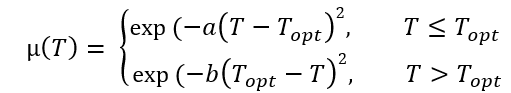 μ(T) = { exp (−a(T − T_opt)², T ≤ T_opt
exp (−b(T_opt − T)², T > T_opt